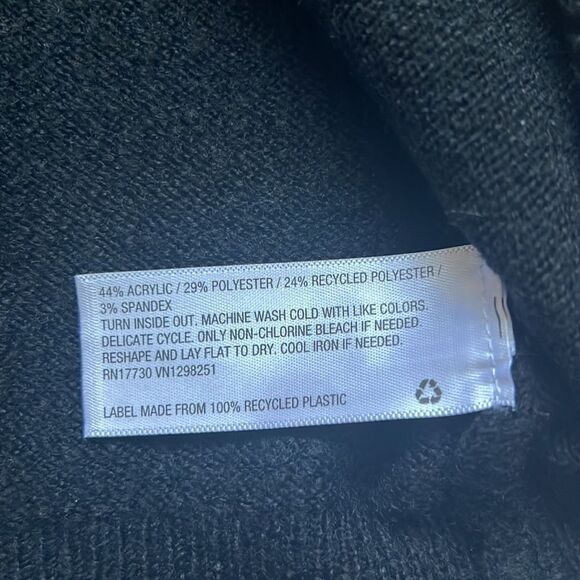 44% ACRYLIC / 29% POLYESTER / 24% RECYCLED POLYESTER /
3% SPANDEX
TURN INSIDE OUT. MACHINE WASH COLD WITH LIKE COLORS.
DELICATE CYCLE. ONLY NON-CHLORINE BLEACH IF NEEDED.
RESHAPE AND LAY FLAT TO DRY. COOL IRON IF NEEDED.
RN17730 VN1298251
LABEL MADE FROM 100% RECYCLED PLASTIC